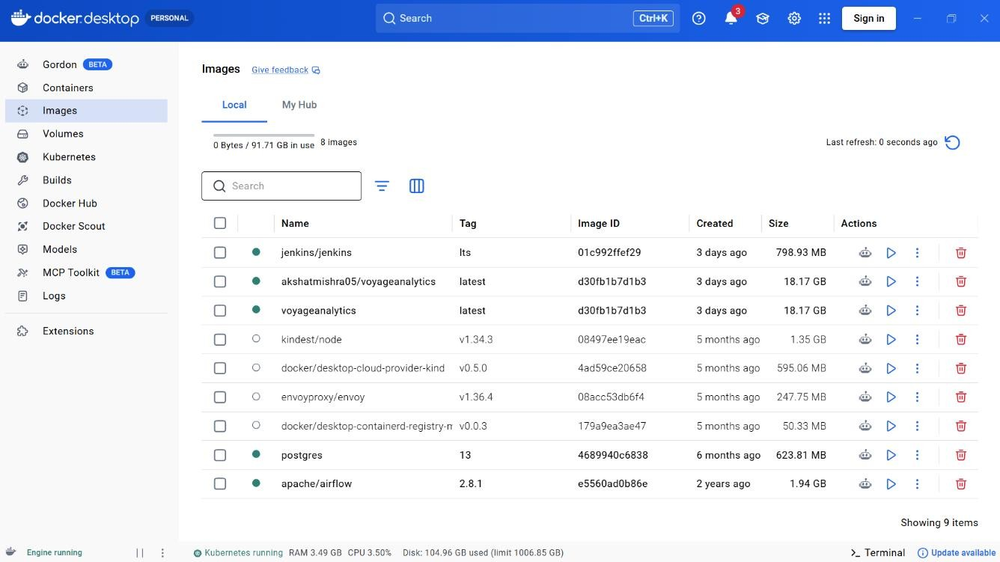 docker.desktop PERSONAL Search Ctrl+K 3 Sign in
Gordon BETA
Containers
Images
Volumes
Kubernetes
Builds
Docker Hub
Docker Scout
Models
MCP Toolkit BETA
Logs
Extensions
Images Give feedback
Local My Hub
0 Bytes / 91.71 GB in use 8 images Last refresh: 0 seconds ago
Search
Name Tag Image ID Created Size Actions
jenkins/jenkins lts 01c992ffef29 3 days ago 798.93 MB
akshatmishra05/voyageanalytics latest d30fb1b7d1b3 3 days ago 18.17 GB
voyageanalytics latest d30fb1b7d1b3 3 days ago 18.17 GB
kindest/node v1.34.3 08497ee19eac 5 months ago 1.35 GB
docker/desktop-cloud-provider-kind v0.5.0 4ad59ce20658 5 months ago 595.06 MB
envoyproxy/envoy v1.36.4 08acc53db6f4 5 months ago 247.75 MB
docker/desktop-containerd-registry-m v0.0.3 179a9ea3ae47 5 months ago 50.33 MB
postgres 13 4689940c6838 6 months ago 623.81 MB
apache/airflow 2.8.1 e5560ad0b86e 2 years ago 1.94 GB
Showing 9 items
Engine running Kubernetes running RAM 3.49 GB CPU 3.50% Disk: 104.96 GB used (limit 1006.85 GB) Terminal Update available